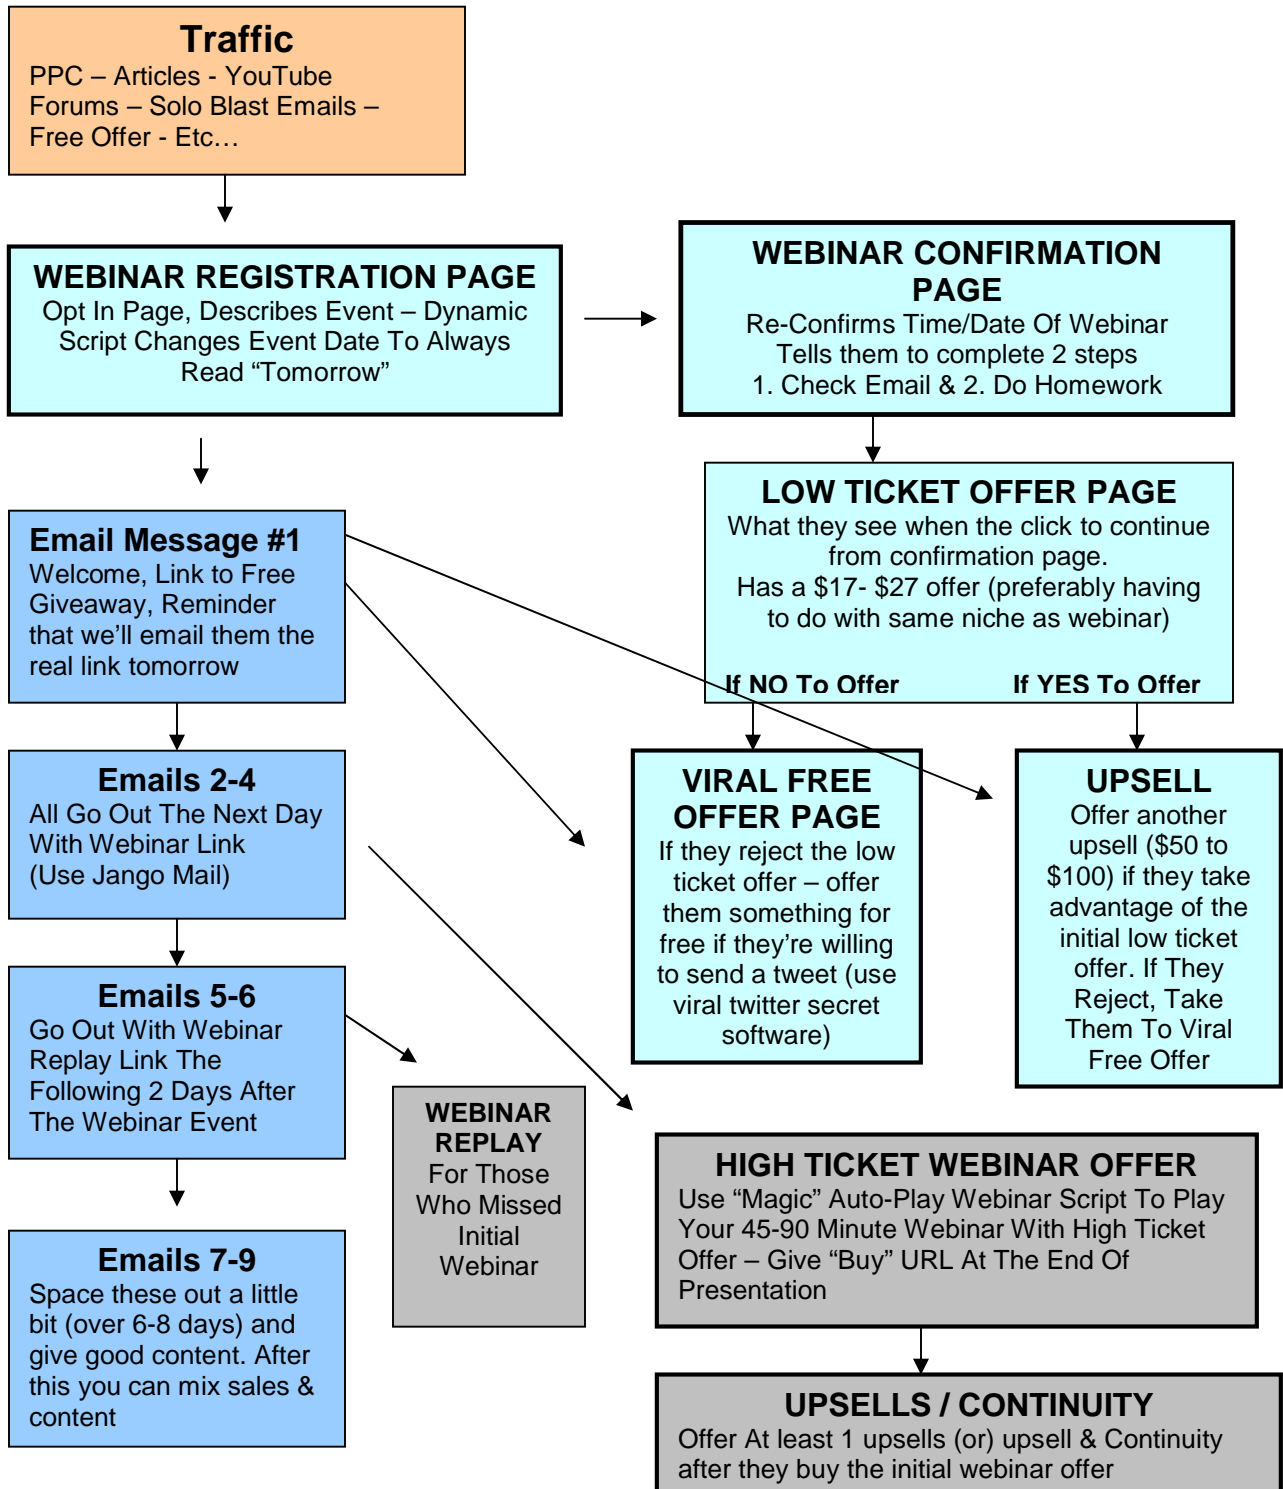 Traffic
PPC – Articles - YouTube
Forums – Solo Blast Emails –
Free Offer - Etc…
WEBINAR REGISTRATION PAGE
Opt In Page, Describes Event – Dynamic
Script Changes Event Date To Always
Read “Tomorrow”
WEBINAR CONFIRMATION
PAGE
Re-Confirms Time/Date Of Webinar
Tells them to complete 2 steps
1. Check Email & 2. Do Homework
LOW TICKET OFFER PAGE
What they see when the click to continue
from confirmation page.
Has a $17- $27 offer (preferably having
to do with same niche as webinar)
If NO To Offer
If YES To Offer
Email Message #1
Welcome, Link to Free
Giveaway, Reminder
that we’ll email them the
real link tomorrow
Emails 2-4
All Go Out The Next Day
With Webinar Link
(Use Jango Mail)
VIRAL FREE
OFFER PAGE
If they reject the low
ticket offer – offer
them something for
free if they’re willing
to send a tweet (use
viral twitter secret
software)
UPSELL
Offer another
upsell ($50 to
$100) if they take
advantage of the
initial low ticket
offer. If They
Reject, Take
Them To Viral
Free Offer
Emails 5-6
Go Out With Webinar
Replay Link The
Following 2 Days After
The Webinar Event
WEBINAR
REPLAY
For Those
Who Missed
Initial
Webinar
HIGH TICKET WEBINAR OFFER
Use “Magic” Auto-Play Webinar Script To Play
Your 45-90 Minute Webinar With High Ticket
Offer – Give “Buy” URL At The End Of
Presentation
Emails 7-9
Space these out a little
bit (over 6-8 days) and
give good content. After
this you can mix sales &
content
UPSELLS / CONTINUITY
Offer At least 1 upsells (or) upsell & Continuity
after they buy the initial webinar offer